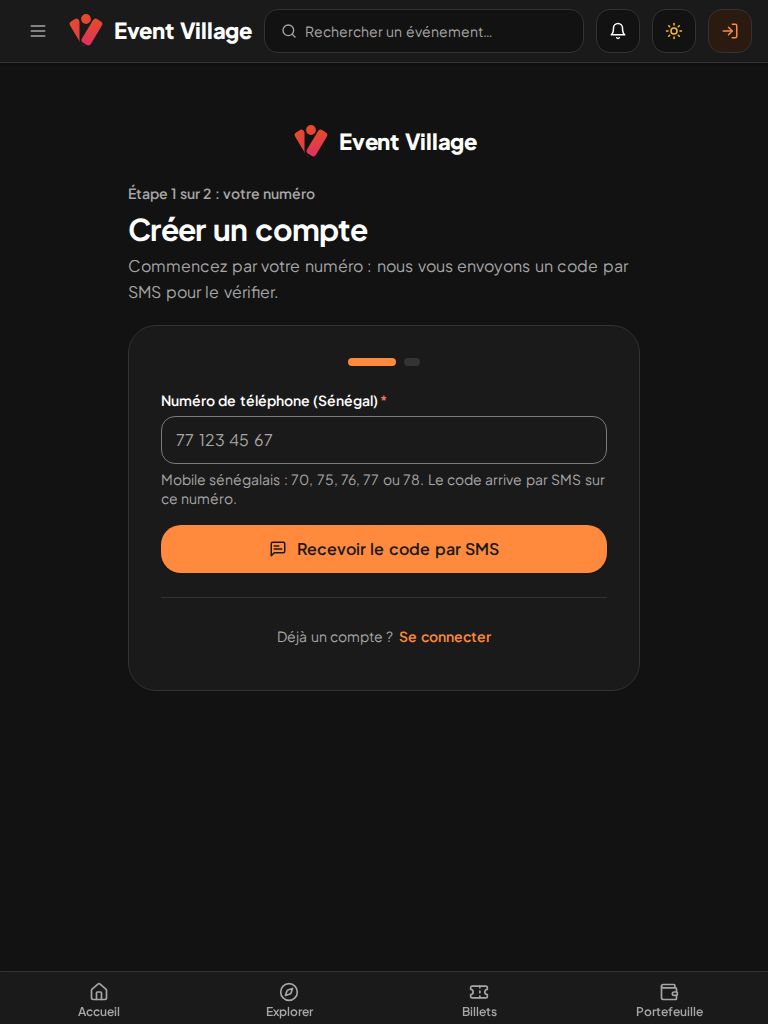 Event Village
Rechercher un événement…
Event Village
Étape 1 sur 2 : votre numéro
Créer un compte
Commencez par votre numéro : nous vous envoyons un code par
SMS pour le vérifier.
Numéro de téléphone (Sénégal) *
77 123 45 67
Mobile sénégalais : 70, 75, 76, 77 ou 78. Le code arrive par SMS sur
ce numéro.
Recevoir le code par SMS
Déjà un compte ? Se connecter
Accueil
Explorer
Billets
Portefeuille